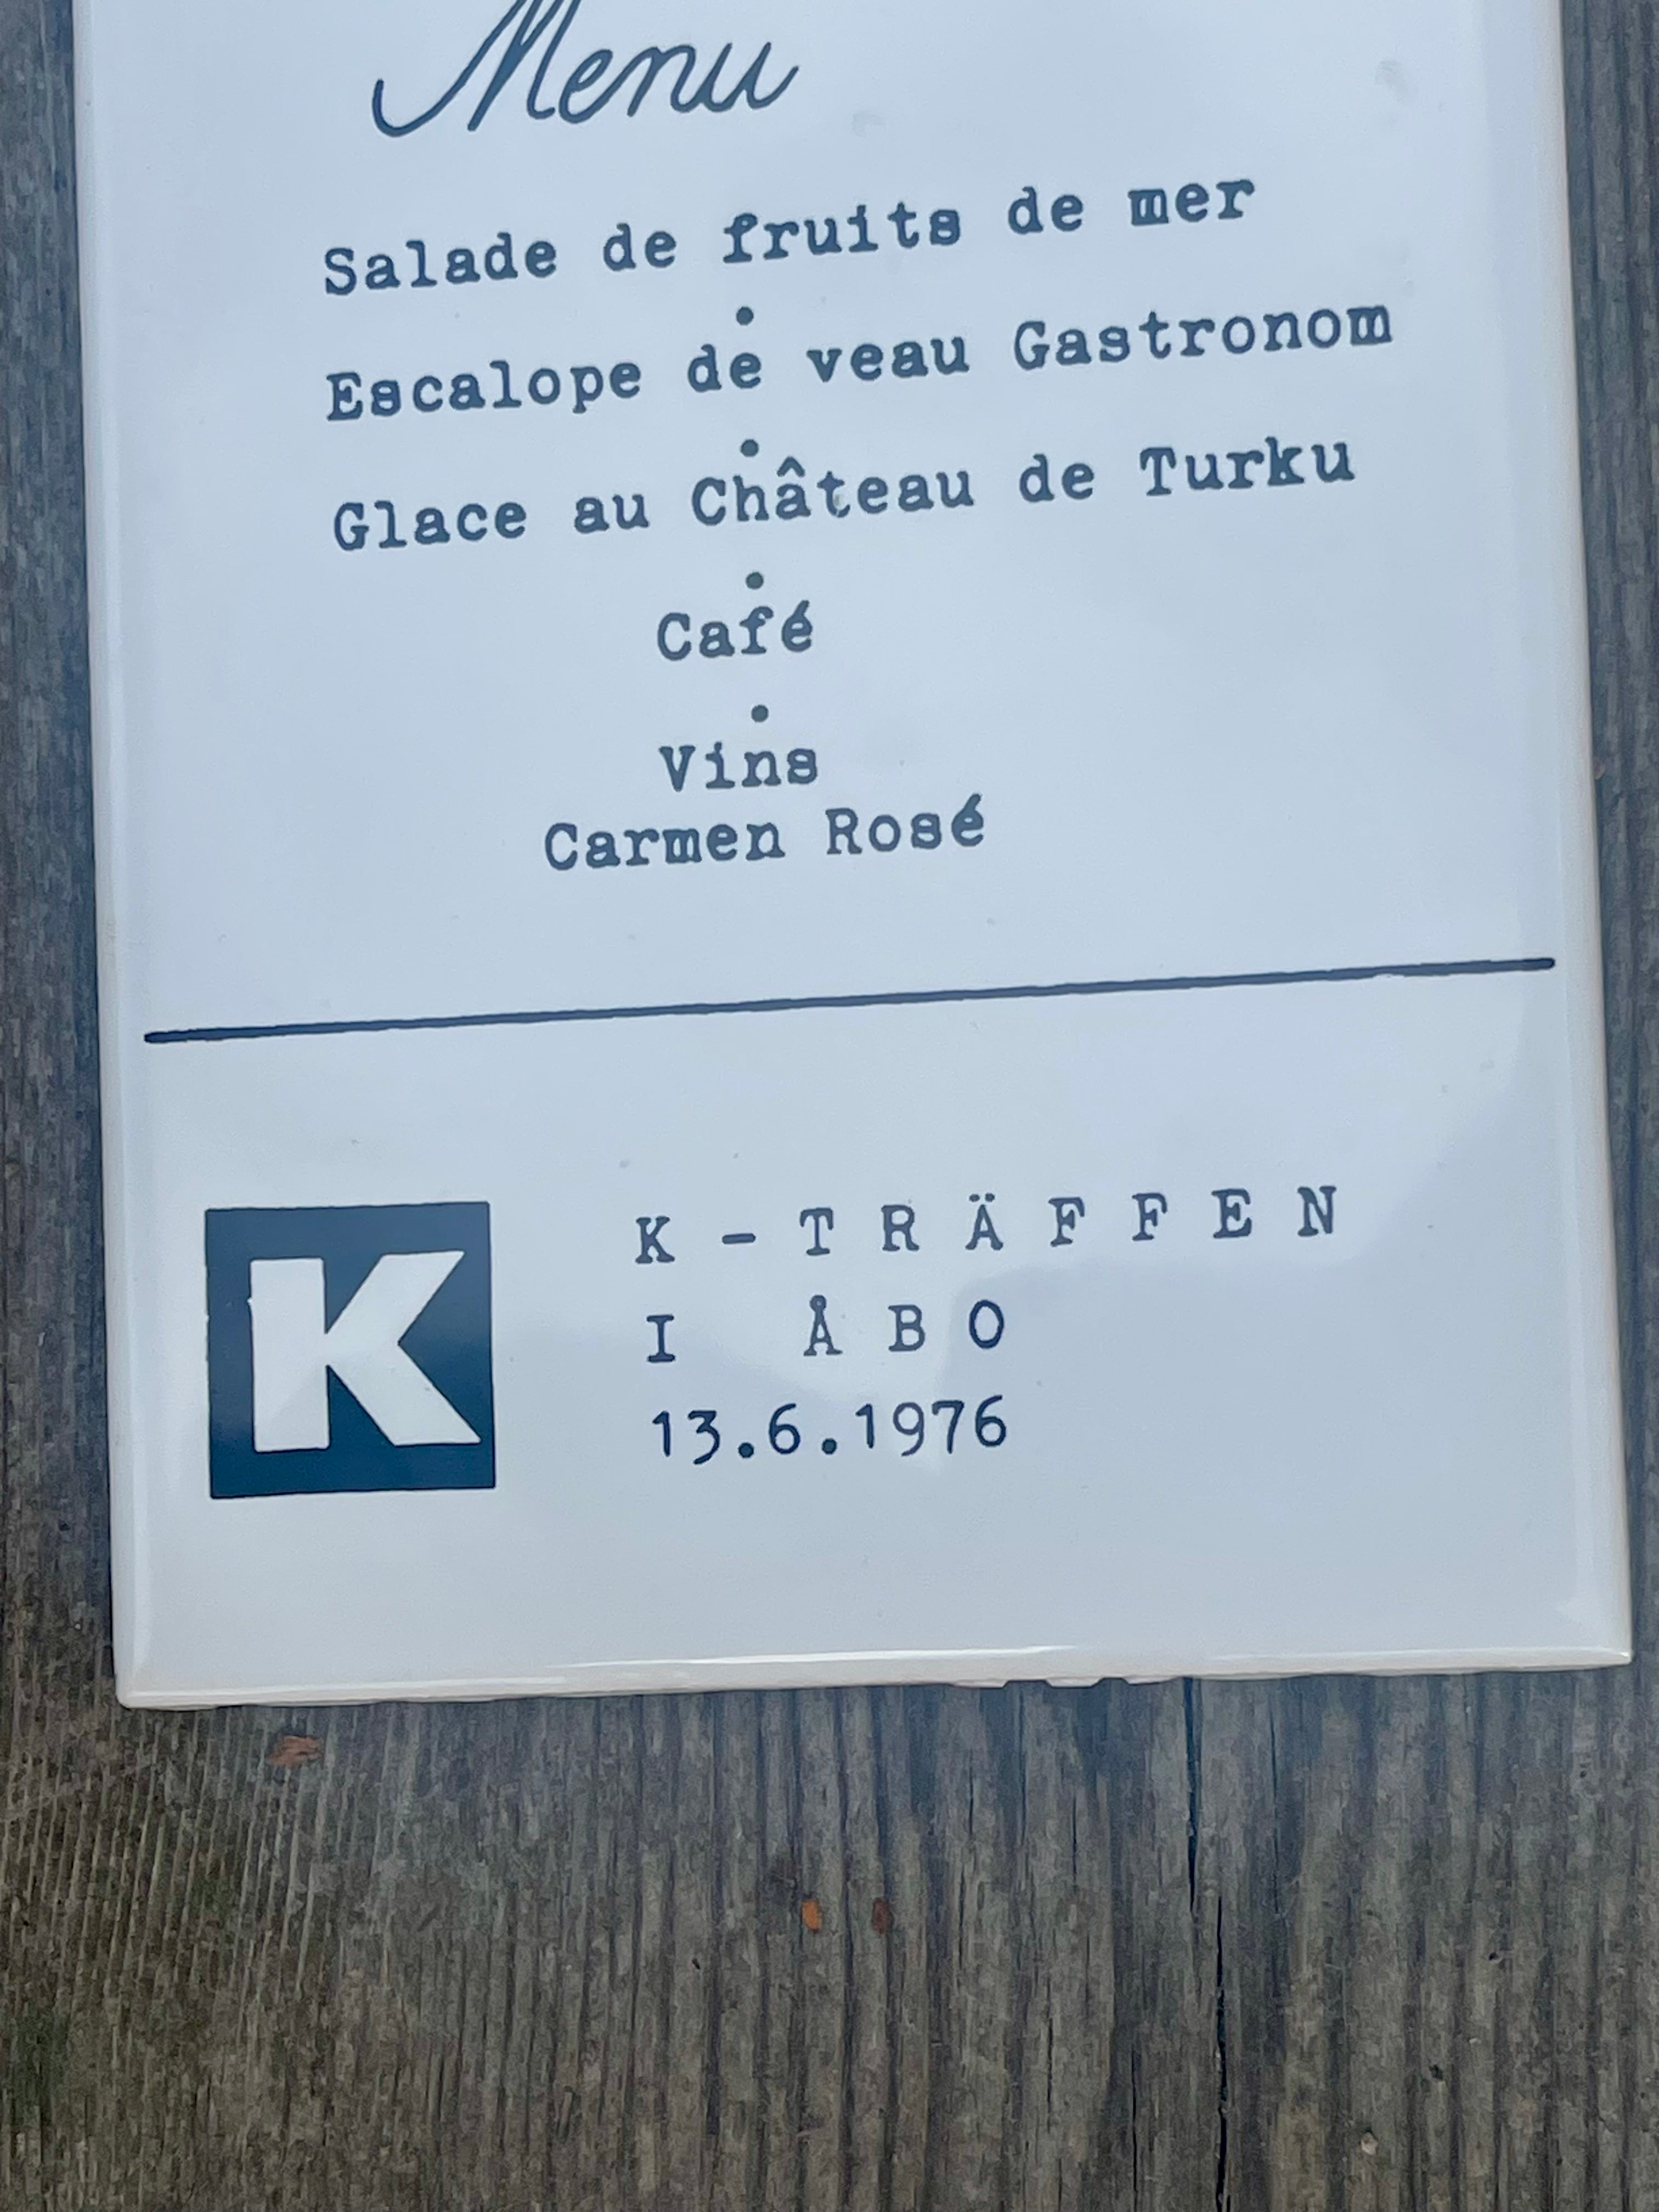 Menu
Salade de fruits de mer
•
Escalope de veau Gastronom
•
Glace au Château de Turku
•
Café
•
Vins
Carmen Rosé
K
K-TRÄFFEN
I ÅBO
13.6.1976